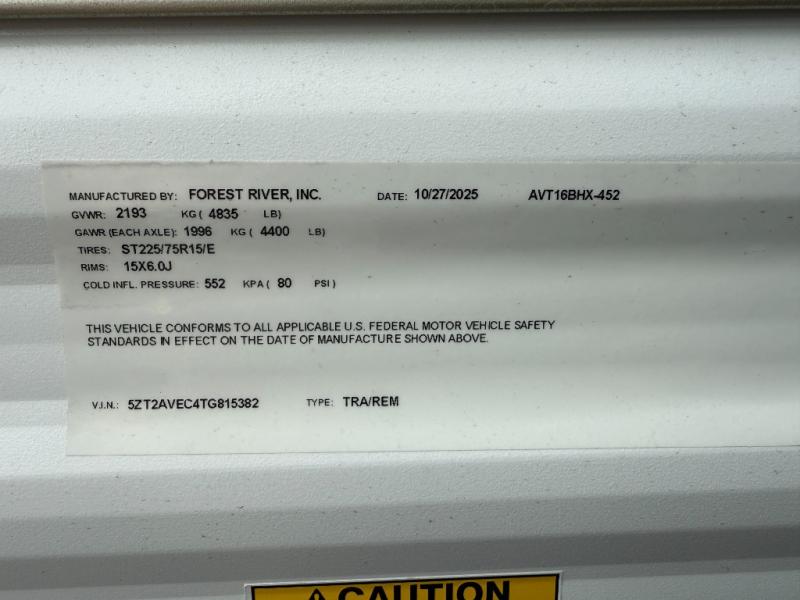 MANUFACTURED BY: FOREST RIVER, INC. DATE: 10/27/2025 AVT16BHX-452
GVWR: 2193 KG ( 4835 LB)
GAWR (EACH AXLE): 1996 KG ( 4400 LB)
TIRES: ST225/75R15/E
RIMS: 15X6.0J
COLD INFL. PRESSURE: 552 KPA ( 80 PSI )
THIS VEHICLE CONFORMS TO ALL APPLICABLE U.S. FEDERAL MOTOR VEHICLE SAFETY
STANDARDS IN EFFECT ON THE DATE OF MANUFACTURE SHOWN ABOVE.
V.I.N.: 5ZT2AVEC4TG815382 TYPE: TRA/REM
CAUTION